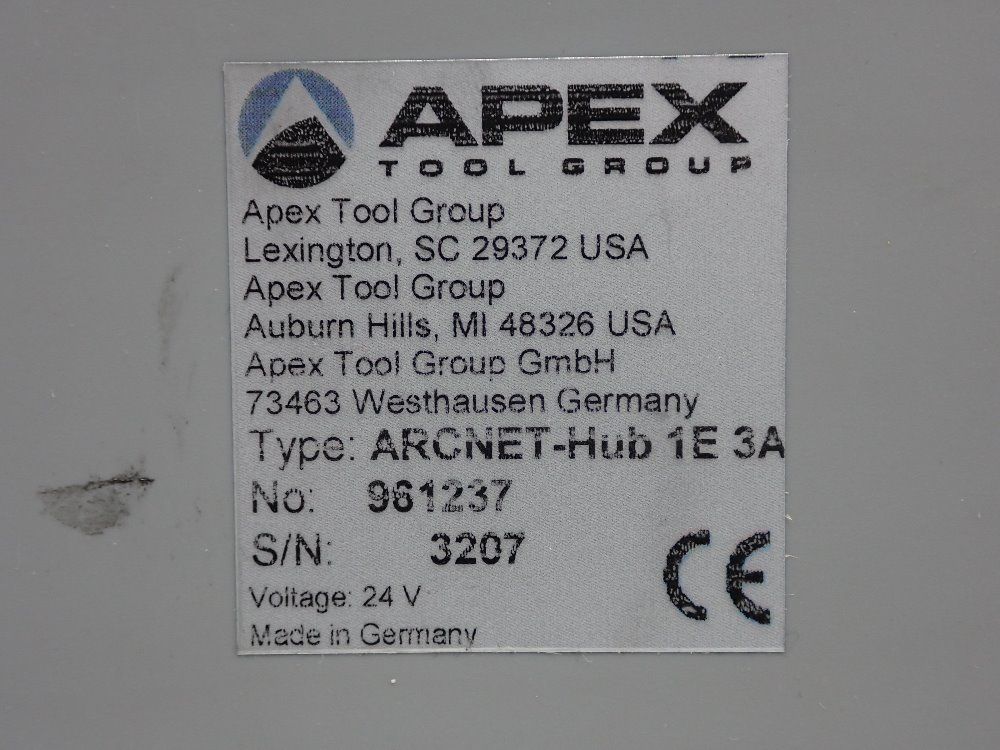 APEX
TOOL GROUP
Apex Tool Group
Lexington, SC 29372 USA
Apex Tool Group
Auburn Hills, MI 48326 USA
Apex Tool Group GmbH
73463 Westhausen Germany
Type: ARCNET-Hub 1E 3A
No: 961237
S/N: 3207
Voltage: 24 V
Made in Germany
CE